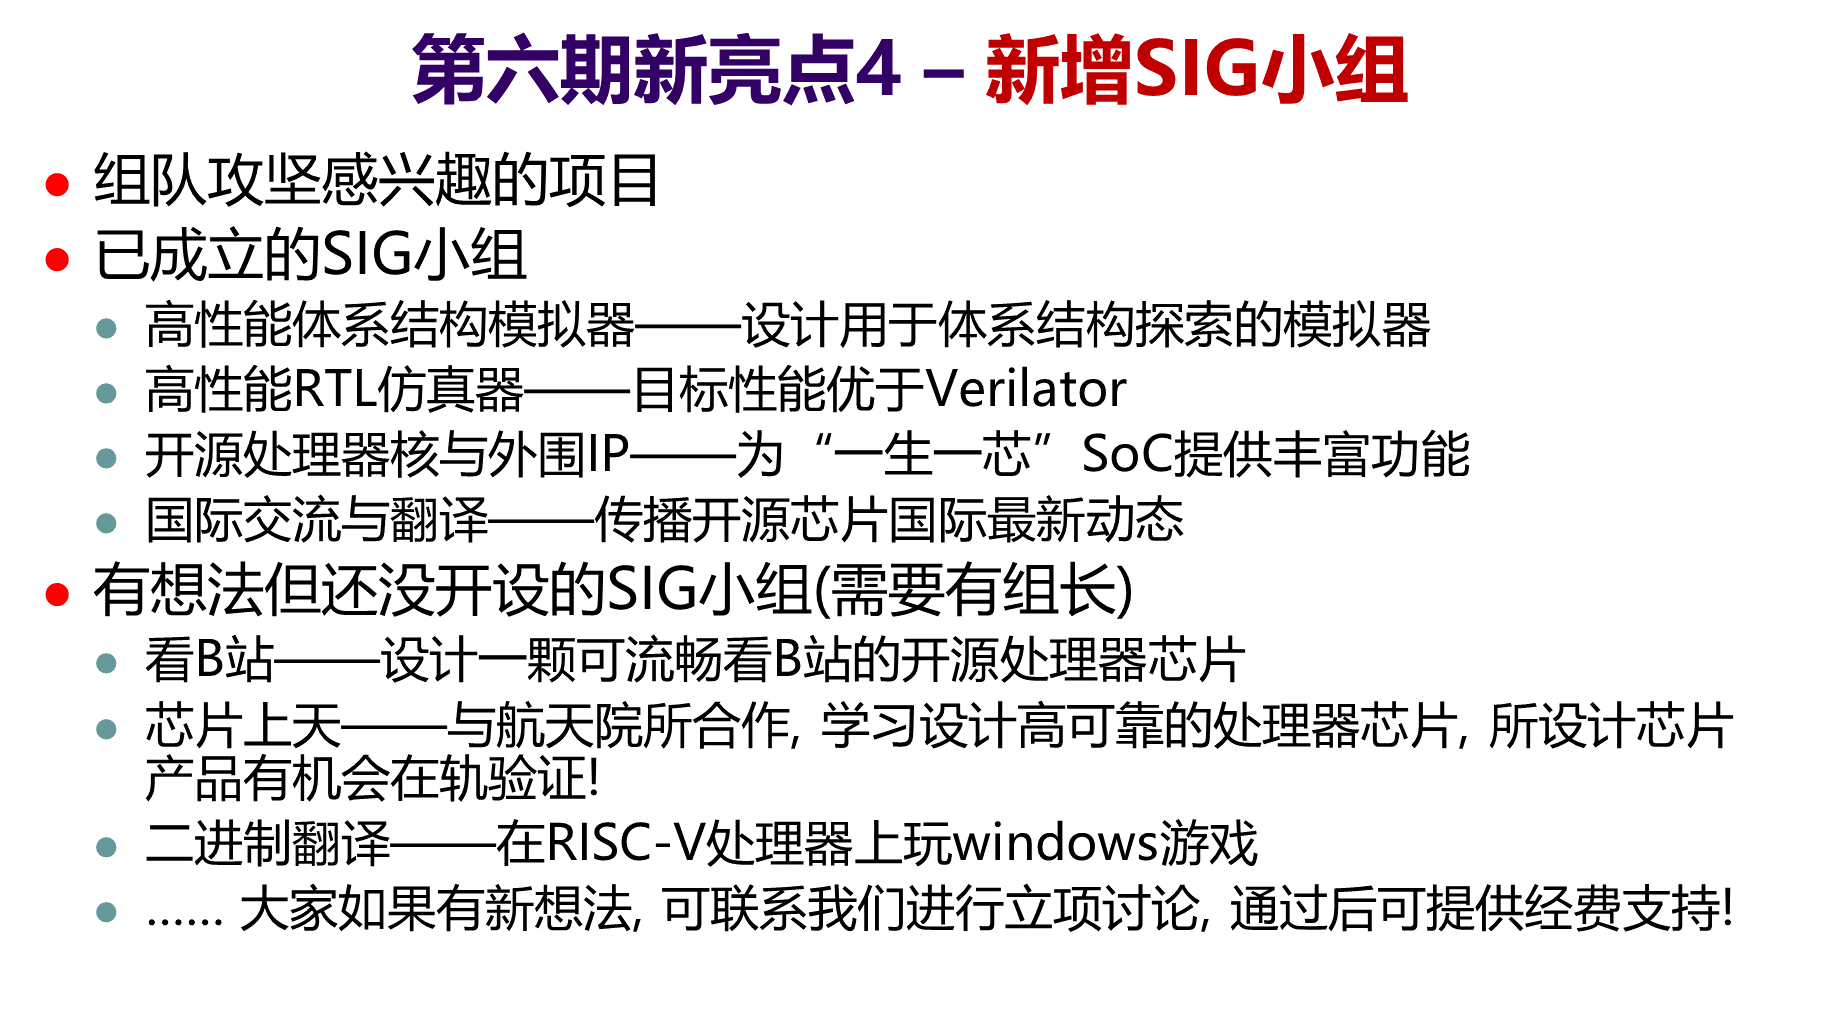 第六期新亮点4 – 新增SIG小组
● 组队攻坚感兴趣的项目
● 已成立的SIG小组
● 高性能体系结构模拟器——设计用于体系结构探索的模拟器
● 高性能RTL仿真器——目标性能优于Verilator
● 开源处理器核与外围IP——为“一生一芯”SoC提供丰富功能
● 国际交流与翻译——传播开源芯片国际最新动态
● 有想法但还没开设的SIG小组(需要有组长)
● 看B站——设计一颗可流畅看B站的开源处理器芯片
● 芯片上天——与航天院所合作, 学习设计高可靠的处理器芯片, 所设计芯片
产品有机会在轨验证!
● 二进制翻译——在RISC-V处理器上玩windows游戏
● …… 大家如果有新想法, 可联系我们进行立项讨论, 通过后可提供经费支持!